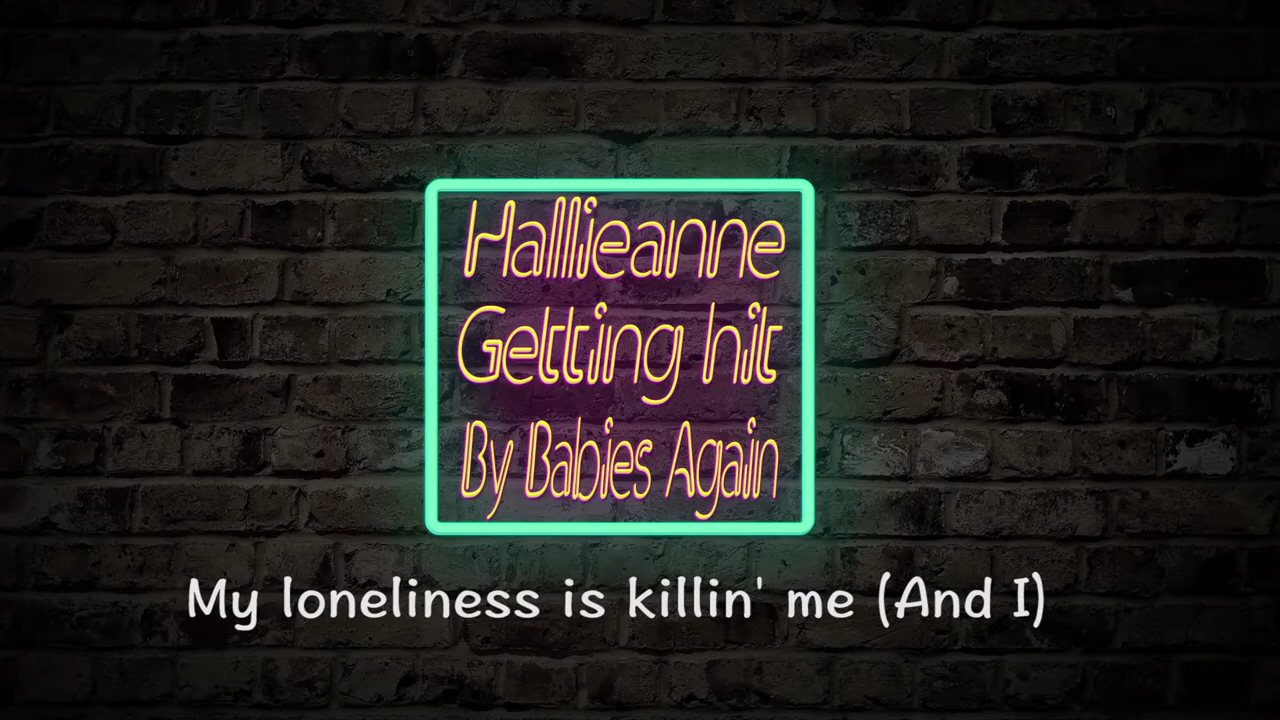 Hallieanne
Getting hit
By Babies Again
My loneliness is killin' me (And I)